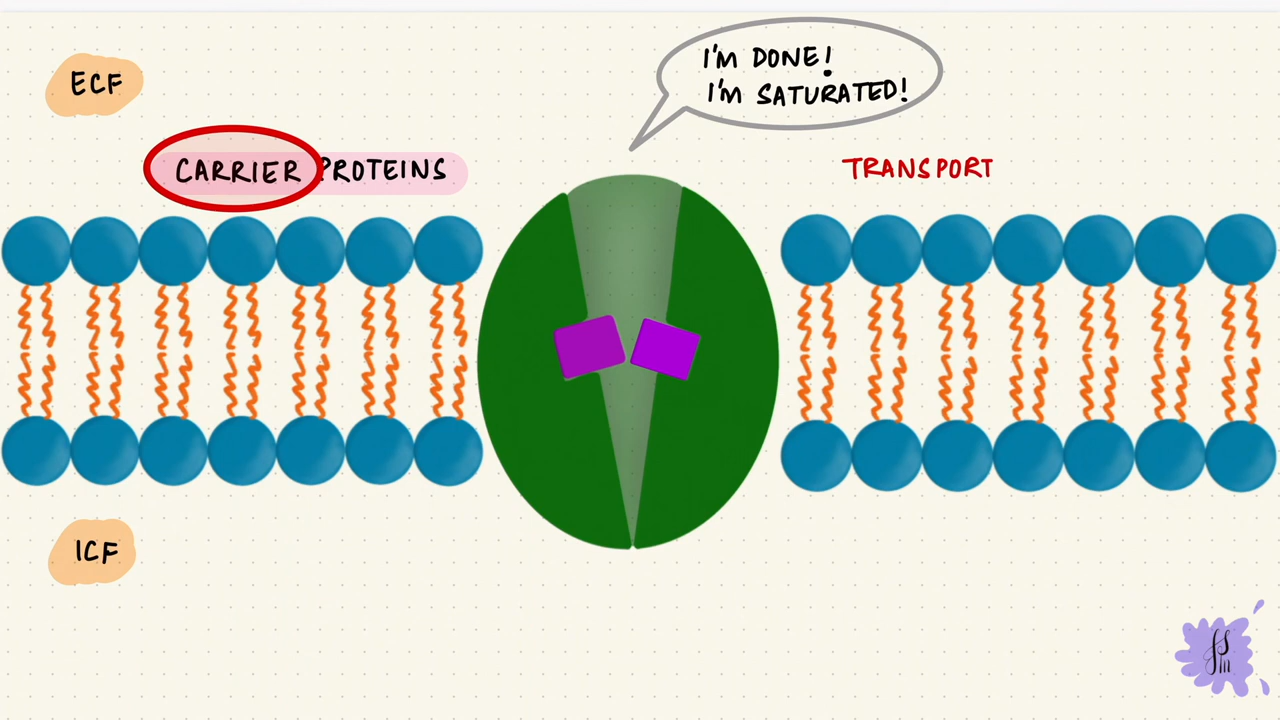 ECF
I'M DONE!
I'M SATURATED!
CARRIER PROTEINS
TRANSPORT
ICF